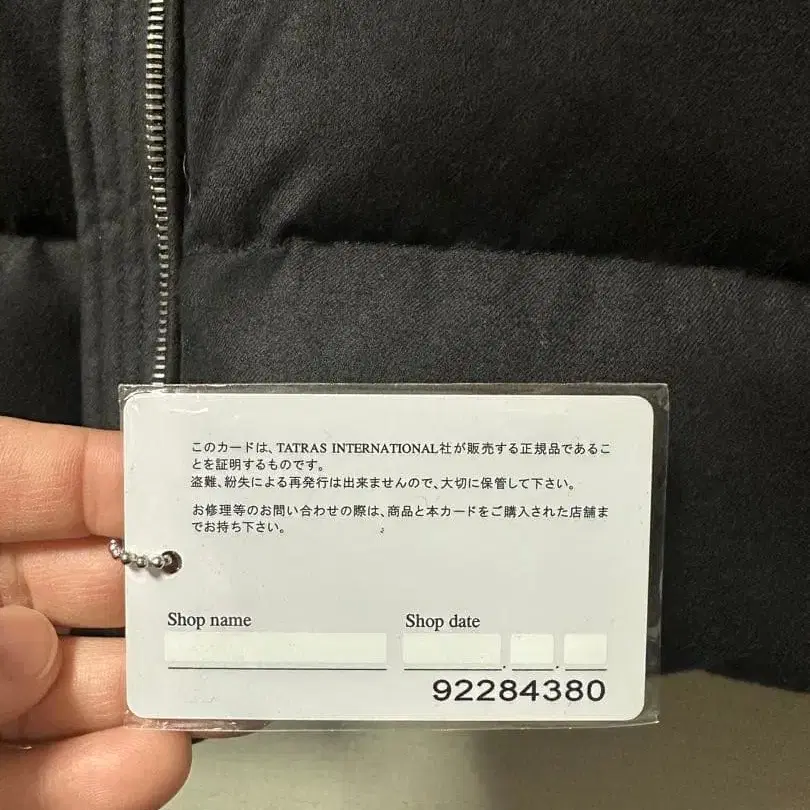 このカードは、TATRAS INTERNATIONAL社が販売する正規品であるこ
とを証明するものです。
盗難、紛失による再発行は出来ませんので、大切に保管して下さい。
お修理等のお問い合わせの際は、商品と本カードをご購入された店舗ま
でお持ち下さい。
Shop name Shop date
92284380